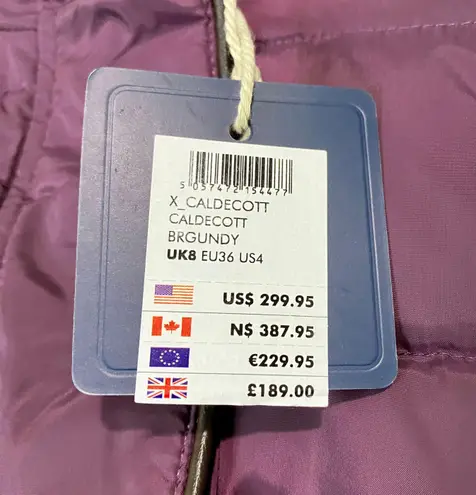 5 057472 154477
X_CALDECOTT
CALDECOTT
BRGUNDY
UK8 EU36 US4
US$ 299.95
N$ 387.95
€229.95
£189.00